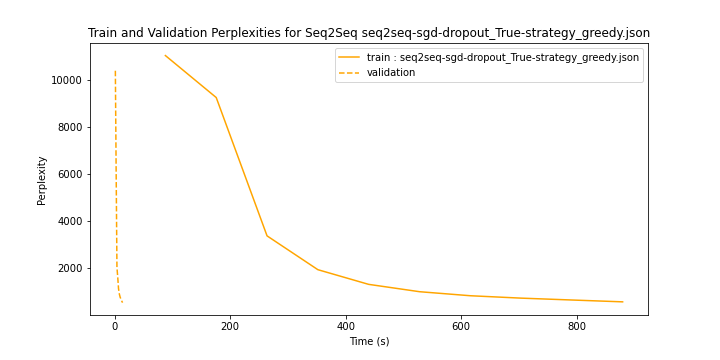 Train and Validation Perplexities for Seq2Seq seq2seq-sgd-dropout_True-strategy_greedy.json
train : seq2seq-sgd-dropout_True-strategy_greedy.json
validation
Perplexity
10000
8000
6000
4000
2000
0 200 400 600 800
Time (s)